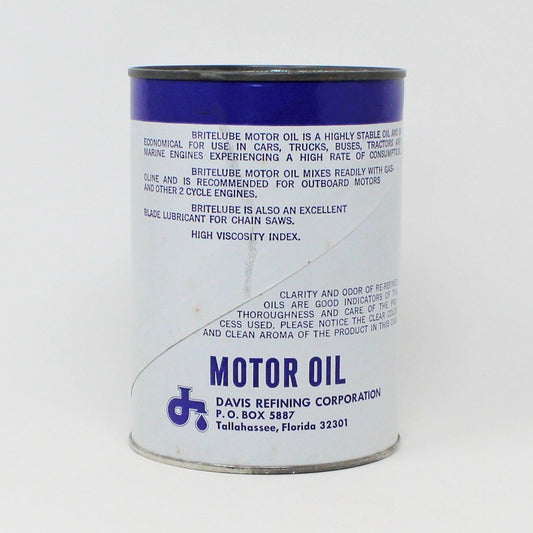 BRITELUBE MOTOR OIL IS A HIGHLY STABLE OIL AND IS
ECONOMICAL FOR USE IN CARS, TRUCKS, BUSES, TRACTORS AND
MARINE ENGINES EXPERIENCING A HIGH RATE OF CONSUMPTION.
BRITELUBE MOTOR OIL MIXES READILY WITH GAS-
OLINE AND IS RECOMMENDED FOR OUTBOARD MOTORS
AND OTHER 2 CYCLE ENGINES.
BRITELUBE IS ALSO AN EXCELLENT
BLADE LUBRICANT FOR CHAIN SAWS.
HIGH VISCOSITY INDEX.
CLARITY AND ODOR OF RE-REFINED
OILS ARE GOOD INDICATORS OF THE
THOROUGHNESS AND CARE OF THE PRO-
CESS USED. PLEASE NOTICE THE CLEAR COLOR
AND CLEAN AROMA OF THE PRODUCT IN THIS CAN.
MOTOR OIL
DAVIS REFINING CORPORATION
P. O. BOX 5887
Tallahassee, Florida 32301